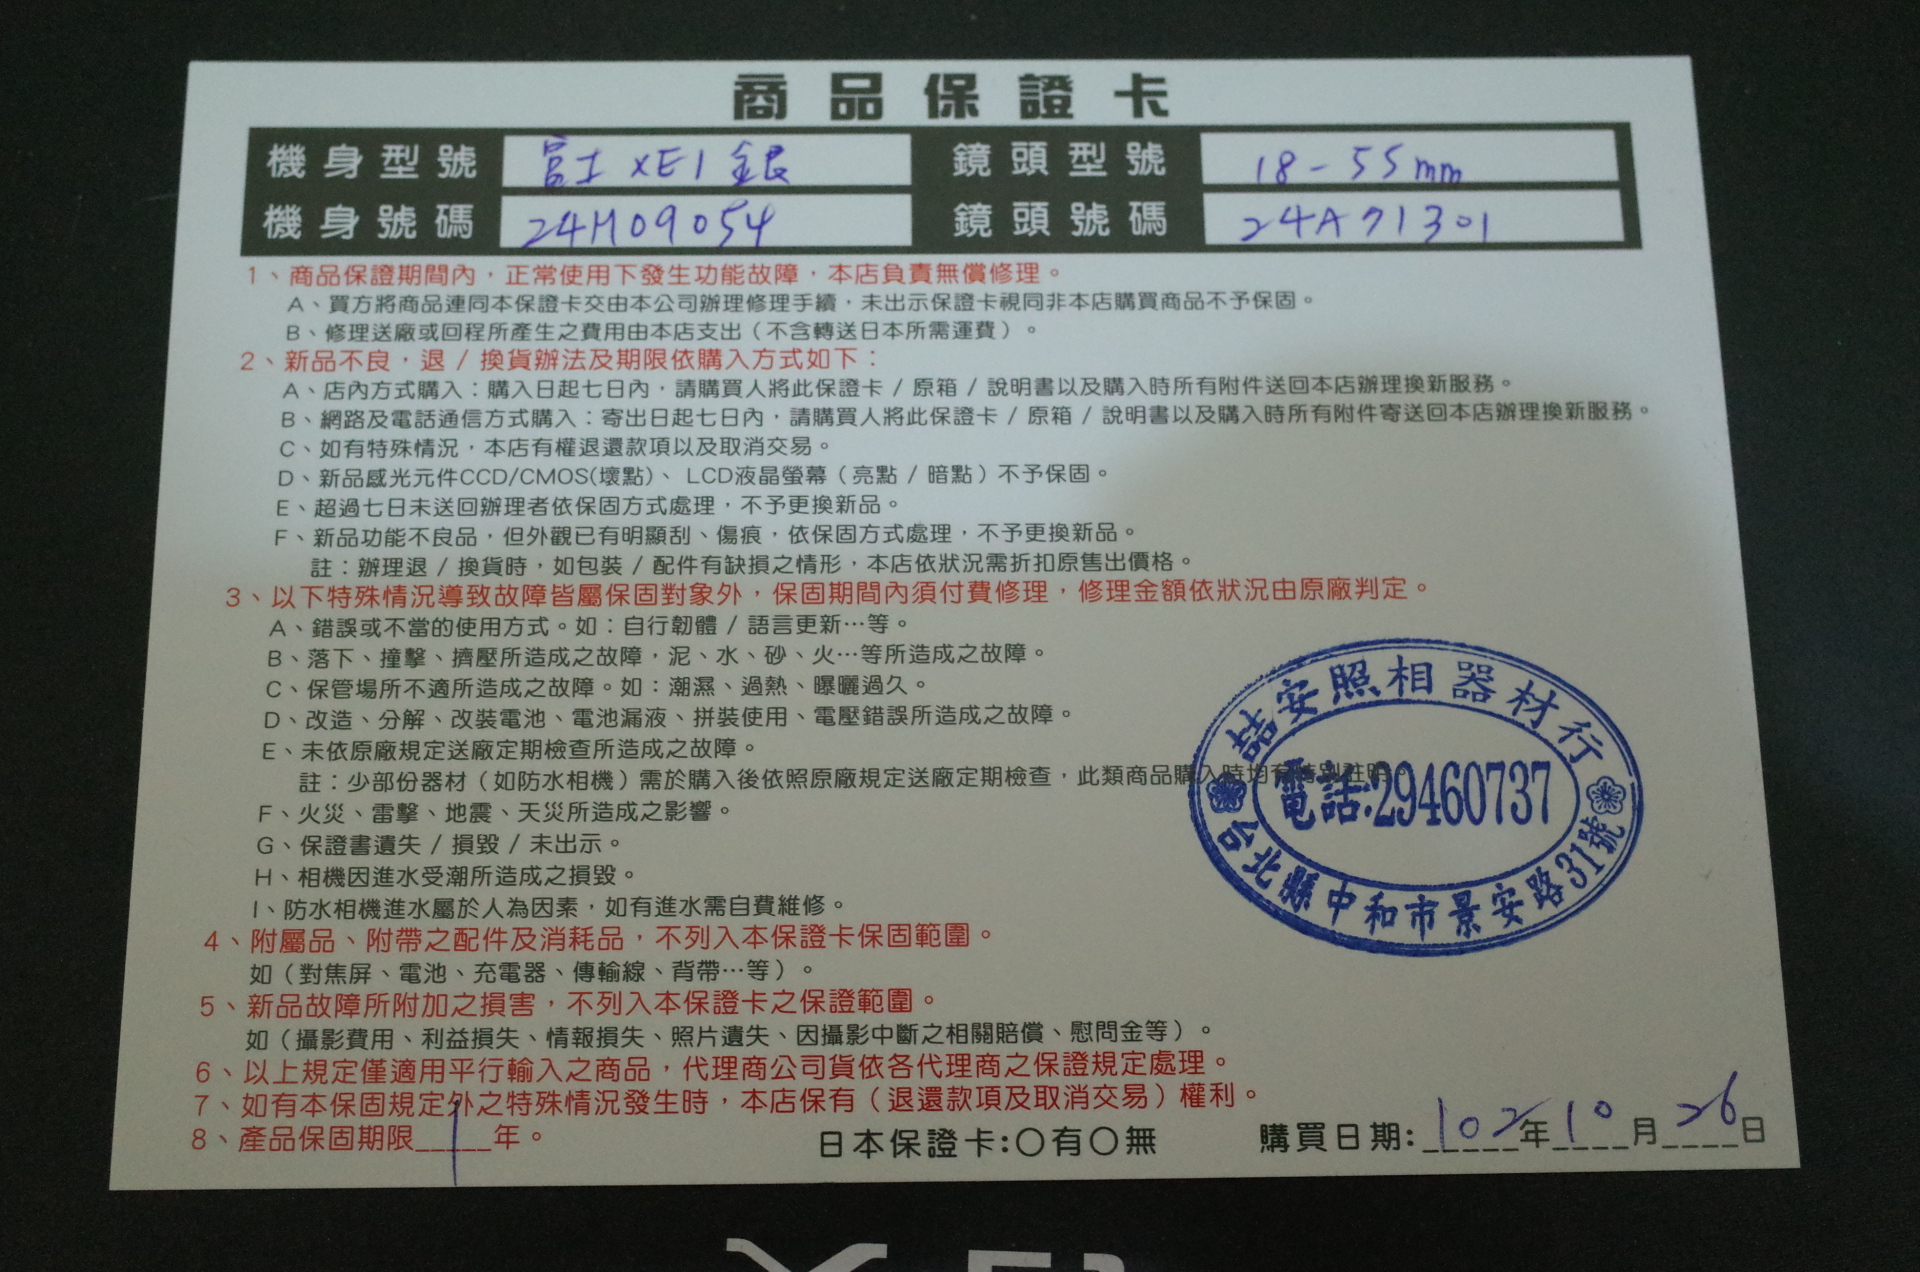 商品保證卡
機身型號 富士 XE1 銀 鏡頭型號 18-55mm
機身號碼 24M09054 鏡頭號碼 24A71301
1、商品保證期間內，正常使用下發生功能故障，本店負責無償修理。
A、買方將商品連同本保證卡交由本公司辦理修理手續，未出示保證卡視同非本店購買商品不予保固。
B、修理送廠或回程所產生之費用由本店支出（不含轉送日本所需運費）。
2、新品不良，退 / 換貨辦法及期限依購入方式如下：
A、店內方式購入：購入日起七日內，請購買人將此保證卡 / 原箱 / 說明書以及購入時所有附件送回本店辦理換新服務。
B、網路及電話通信方式購入：寄出日起七日內，請購買人將此保證卡 / 原箱 / 說明書以及購入時所有附件寄送回本店辦理換新服務。
C、如有特殊情況，本店有權退還款項以及取消交易。
D、新品感光元件CCD/CMOS(壞點)、 LCD液晶螢幕（亮點 / 暗點）不予保固。
E、超過七日未送回辦理者依保固方式處理，不予更換新品。
F、新品功能不良品，但外觀已有明顯刮、傷痕，依保固方式處理，不予更換新品。
註：辦理退 / 換貨時，如包裝 / 配件有缺損之情形，本店依狀況需折扣原售出價格。
3、以下特殊情況導致故障皆屬保固對象外，保固期間內須付費修理，修理金額依狀況由原廠判定。
A、錯誤或不當的使用方式。如：自行韌體 / 語言更新…等。
B、落下、撞擊、擠壓所造成之故障，泥、水、砂、火…等所造成之故障。
C、保管場所不適所造成之故障。如：潮濕、過熱、曝曬過久。
D、改造、分解、改裝電池、電池漏液、拼裝使用、電壓錯誤所造成之故障。
E、未依原廠規定送廠定期檢查所造成之故障。
註：少部份器材（如防水相機）需於購入後依照原廠規定送廠定期檢查，此類商品購入時均有特別註明。
F、火災、雷擊、地震、天災所造成之影響。
G、保證書遺失 / 損毀 / 未出示。
H、相機因進水受潮所造成之損毀。
I、防水相機進水屬於人為因素，如有進水需自費維修。
喆安照相器材行
電話:29460737
台北縣中和市景安路31號
4、附屬品、附帶之配件及消耗品，不列入本保證卡保固範圍。
如（對焦屏、電池、充電器、傳輸線、背帶…等）。
5、新品故障所附加之損害，不列入本保證卡之保證範圍。
如（攝影費用、利益損失、情報損失、照片遺失、因攝影中斷之相關賠償、慰問金等）。
6、以上規定僅適用平行輸入之商品，代理商公司貨依各代理商之保證規定處理。
7、如有本保固規定外之特殊情況發生時，本店保有（退還款項及取消交易）權利。
8、產品保固期限 1 年。 日本保證卡:○有○無 購買日期: 102 年 10 月 26 日